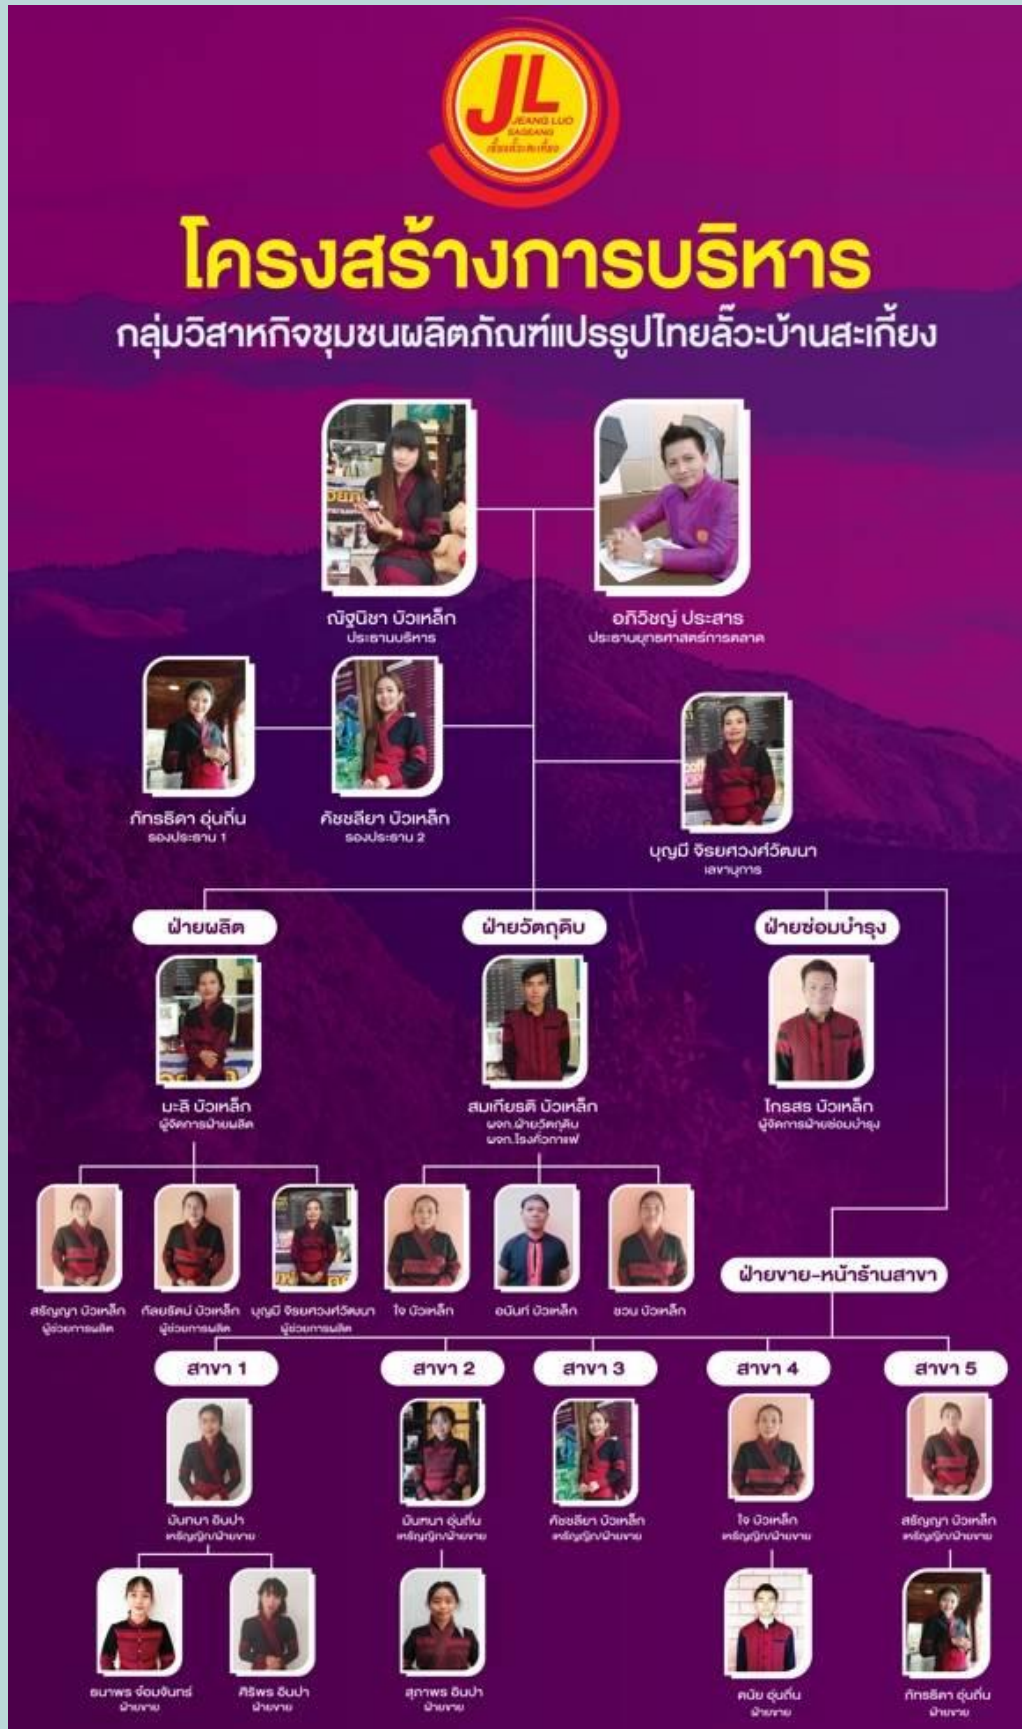 JL
JEANG LUO
SAGEANG
โครงสร้างการบริหาร
กลุ่มวิสาหกิจชุมชนผลิตภัณฑ์แปรรูปไทยลั๊วะบ้านสะเกี้ยง
ณัฐนิชา บัวเหล็ก
ประธานบริหาร
อภิวิชญ์ ประสาร
ประธานยุทธศาสตร์การตลาด
ภัทรธิดา อุ่นถิ่น
รองประธาน 1
คัชชลียา บัวเหล็ก
รองประธาน 2
บุญมี จิรยศวงศ์วัฒนา
เลขานุการ
ฝ่ายผลิต
ฝ่ายวัตถุดิบ
ฝ่ายซ่อมบำรุง
มะลิ บัวเหล็ก
ผู้จัดการฝ่ายผลิต
สมเกียรติ บัวเหล็ก
ผจก.ฝ่ายวัตถุดิบ
ผจก.โรงคั่วกาแฟ
ไกรสร บัวเหล็ก
ผู้จัดการฝ่ายซ่อมบำรุง
สรัญญา บัวเหล็ก
ผู้ช่วยการผลิต
กัลยรัตน์ บัวเหล็ก
ผู้ช่วยการผลิต
บุญมี จิรยศวงศ์วัฒนา
ผู้ช่วยการผลิต
ใจ บัวเหล็ก
อนันท์ บัวเหล็ก
ชวน บัวเหล็ก
ฝ่ายขาย-หน้าร้านสาขา
สาขา 1
สาขา 2
สาขา 3
สาขา 4
สาขา 5
มันทนา อินปา
เหรัญญิก/ฝ่ายขาย
มันฑนา อุ่นถิ่น
เหรัญญิก/ฝ่ายขาย
คัชชลียา บัวเหล็ก
เหรัญญิก/ฝ่ายขาย
ใจ บัวเหล็ก
เหรัญญิก/ฝ่ายขาย
สรัญญา บัวเหล็ก
เหรัญญิก/ฝ่ายขาย
ธนาพร จ๋อมจันทร์
ฝ่ายขาย
ศิริพร อินปา
ฝ่ายขาย
สุภาพร อินปา
ฝ่ายขาย
ดนัย อุ่นถิ่น
ฝ่ายขาย
ภัทรธิดา อุ่นถิ่น
ฝ่ายขาย